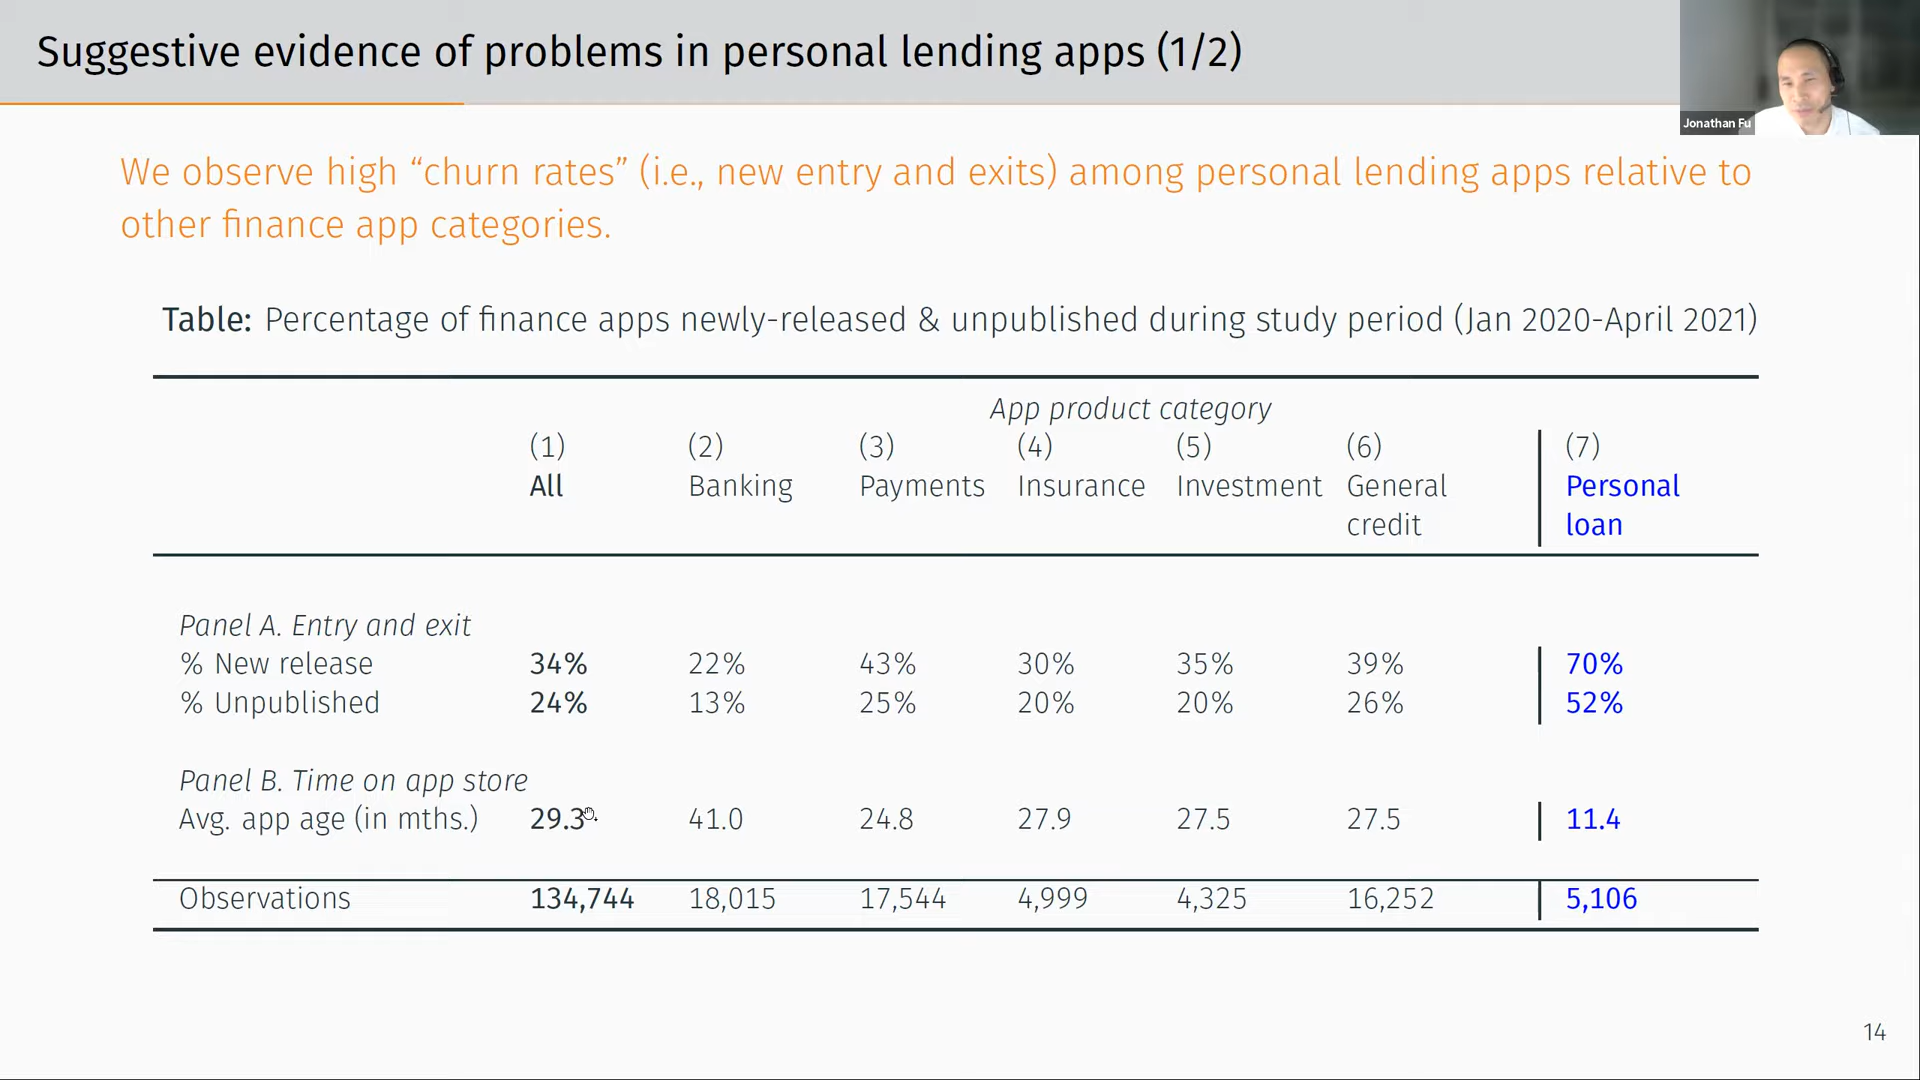 Suggestive evidence of problems in personal lending apps (1/2)
Jonathan Fu
We observe high “churn rates” (i.e., new entry and exits) among personal lending apps relative to
other finance app categories.
Table: Percentage of finance apps newly-released & unpublished during study period (Jan 2020-April 2021)
App product category
(1) (2) (3) (4) (5) (6) (7)
All Banking Payments Insurance Investment General Personal
credit loan
Panel A. Entry and exit
% New release 34% 22% 43% 30% 35% 39% 70%
% Unpublished 24% 13% 25% 20% 20% 26% 52%
Panel B. Time on app store
Avg. app age (in mths.) 29.3 41.0 24.8 27.9 27.5 27.5 11.4
Observations 134,744 18,015 17,544 4,999 4,325 16,252 5,106
14